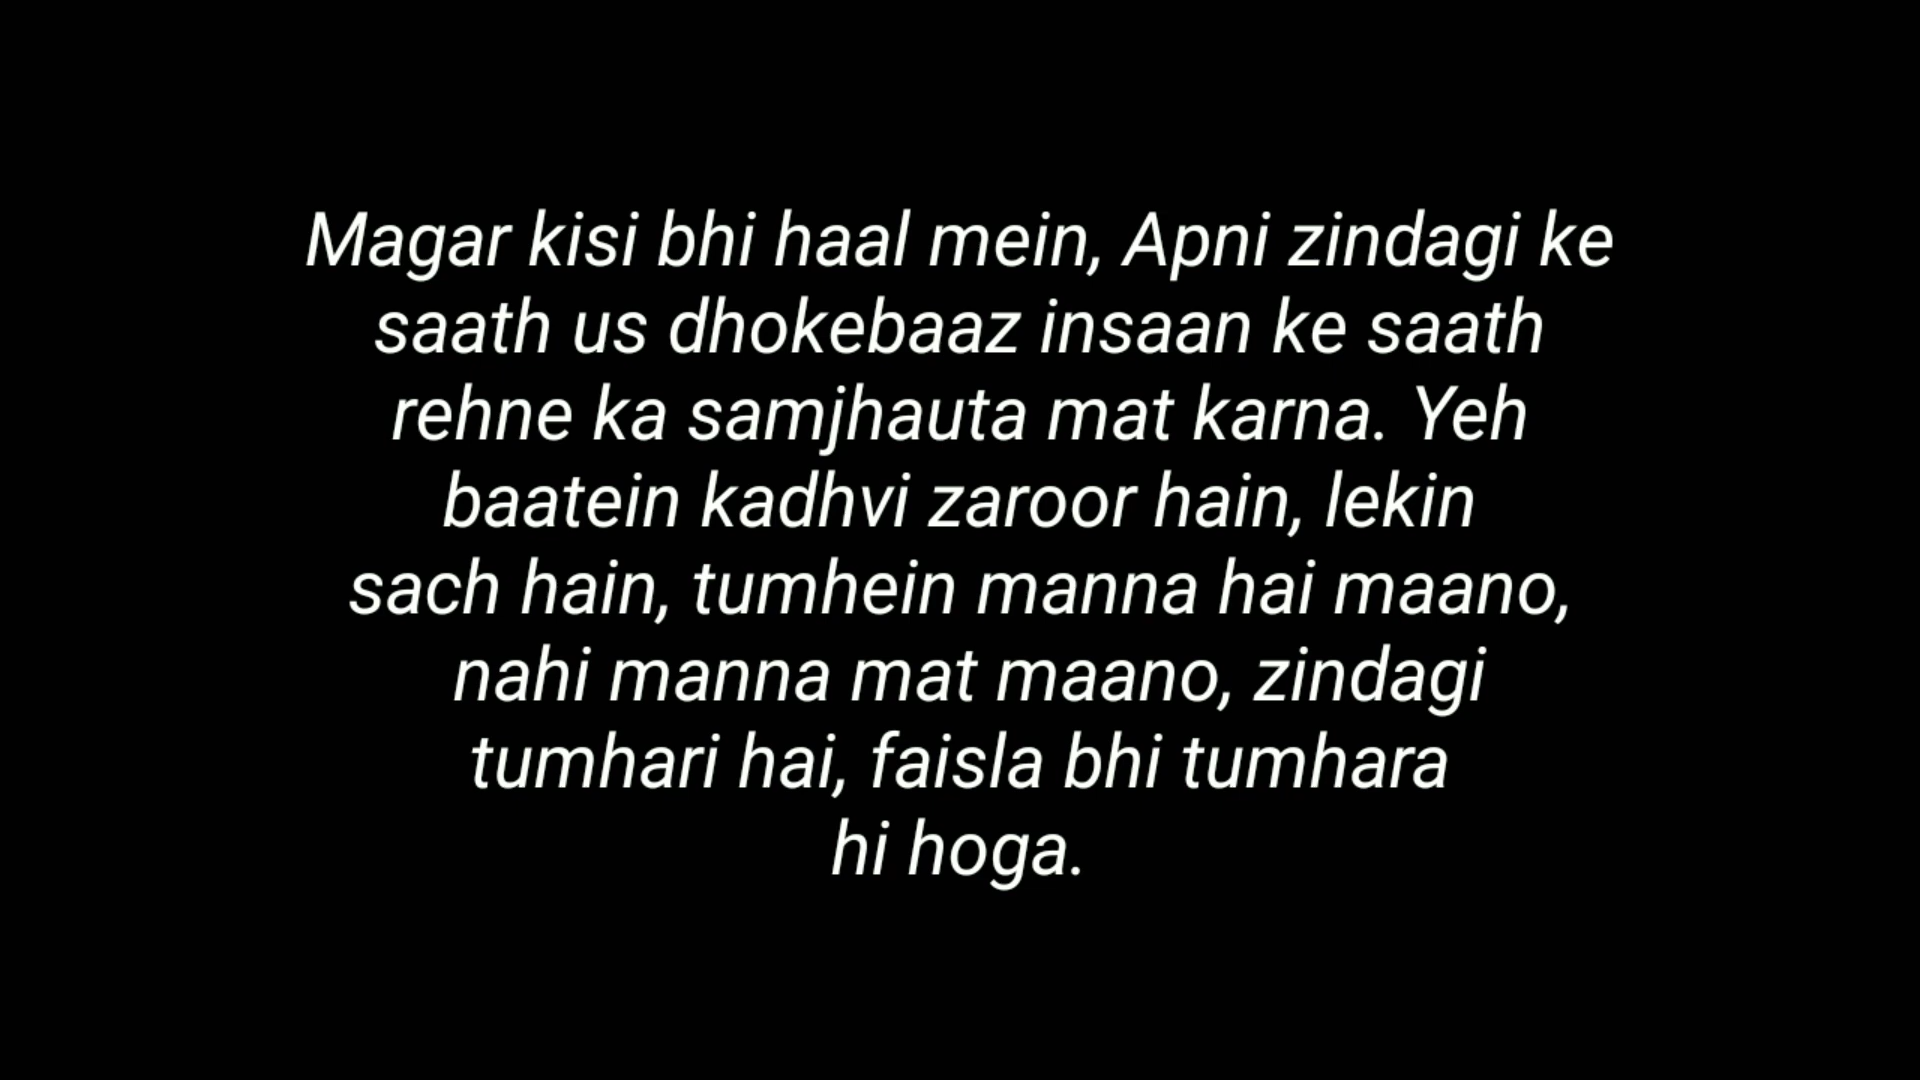 Magar kisi bhi haal mein, Apni zindagi ke
saath us dhokebaaz insaan ke saath
rehne ka samjhauta mat karna. Yeh
baatein kadhvi zaroor hain, lekin
sach hain, tumhein manna hai maano,
nahi manna mat maano, zindagi
tumhari hai, faisla bhi tumhara
hi hoga.